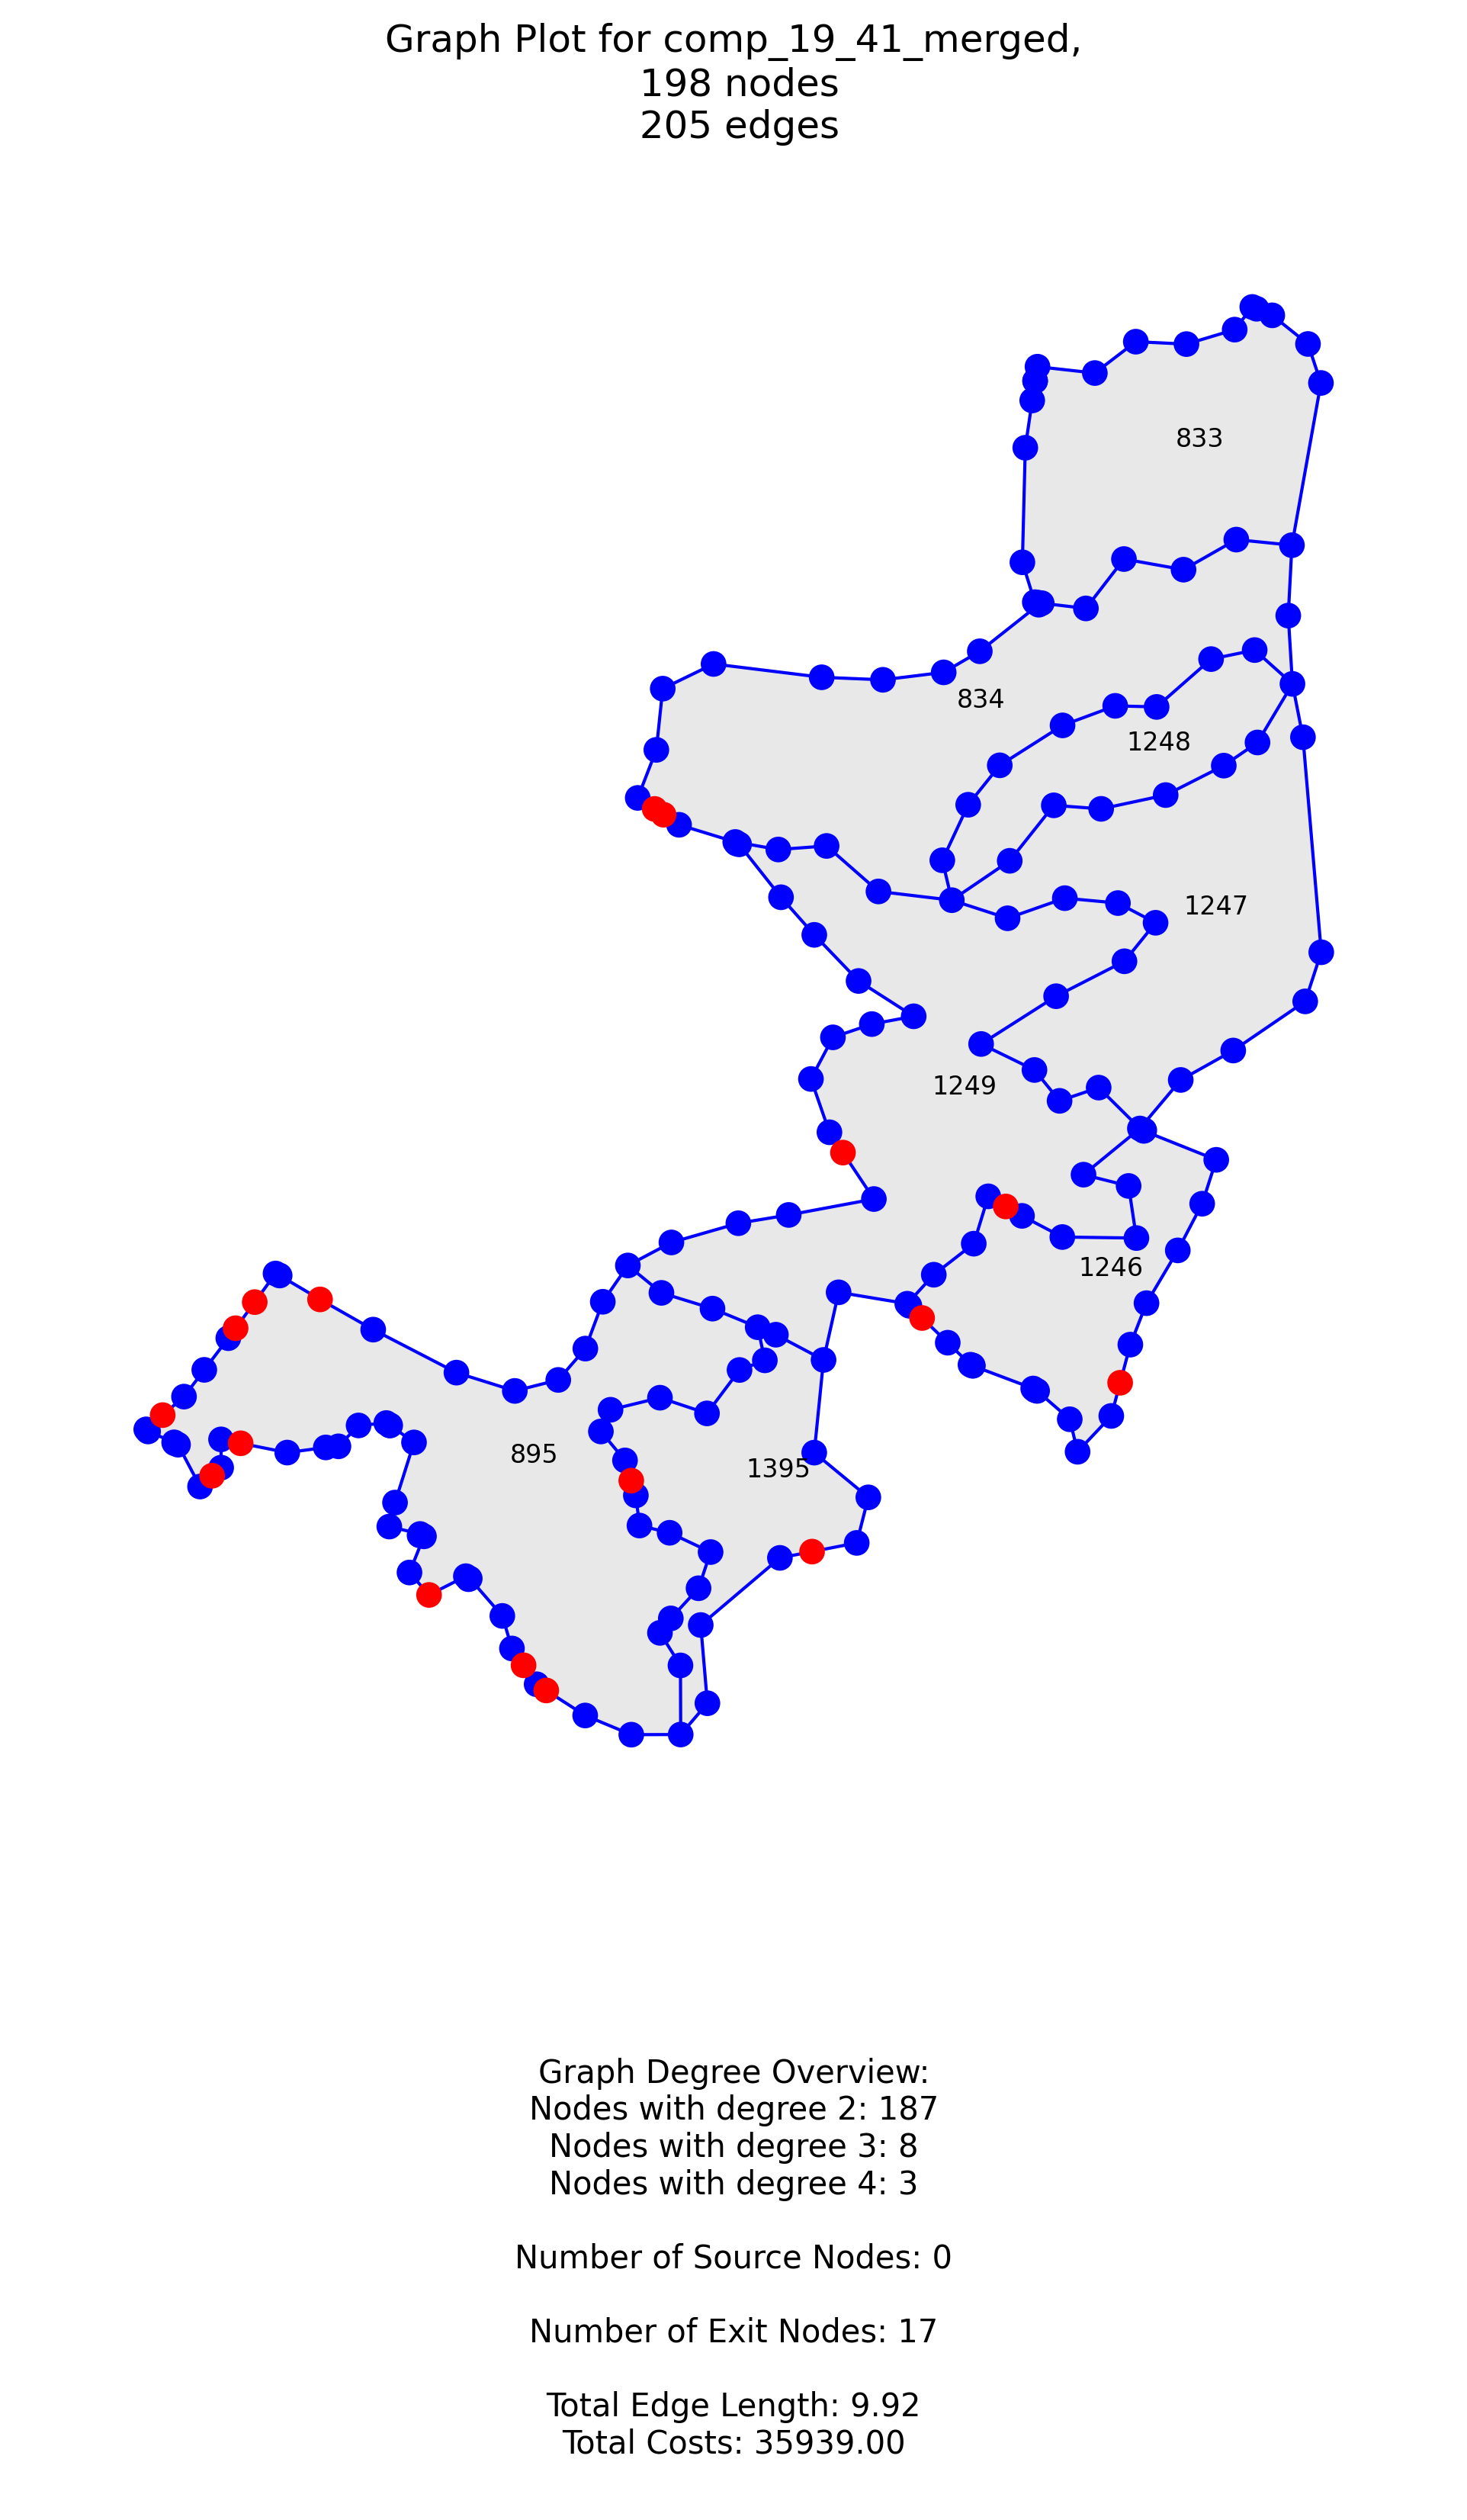 Graph Plot for comp_19_41_merged,
198 nodes
205 edges
833
834
1248
1247
1249
1246
895
1395
Graph Degree Overview:
Nodes with degree 2: 187
Nodes with degree 3: 8
Nodes with degree 4: 3
Number of Source Nodes: 0
Number of Exit Nodes: 17
Total Edge Length: 9.92
Total Costs: 35939.00